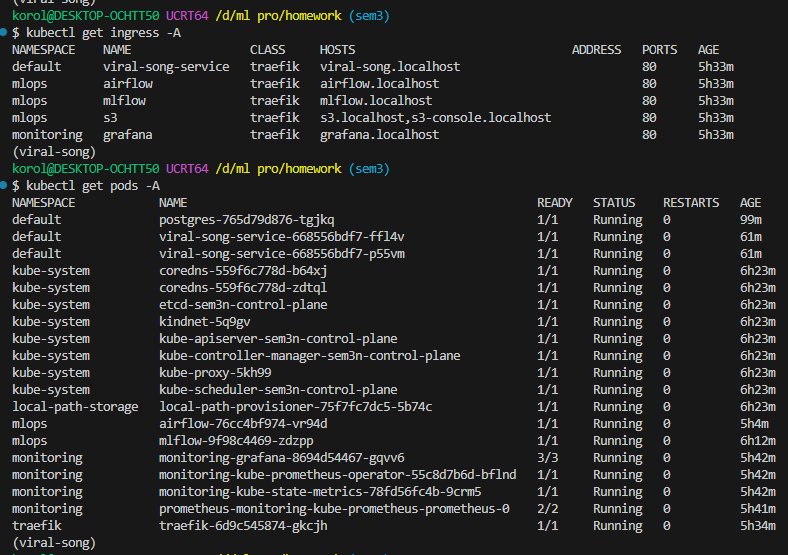 (viral-song)
korol@DESKTOP-OCHTT50 UCRT64 /d/ml pro/homework (sem3)
$ kubectl get ingress -A
NAMESPACE NAME CLASS HOSTS ADDRESS PORTS AGE
default viral-song-service traefik viral-song.localhost 80 5h33m
mlops airflow traefik airflow.localhost 80 5h33m
mlops mlflow traefik mlflow.localhost 80 5h33m
mlops s3 traefik s3.localhost,s3-console.localhost 80 5h33m
monitoring grafana traefik grafana.localhost 80 5h33m
(viral-song)
korol@DESKTOP-OCHTT50 UCRT64 /d/ml pro/homework (sem3)
$ kubectl get pods -A
NAMESPACE NAME READY STATUS RESTARTS AGE
default postgres-765d79d876-tgjkq 1/1 Running 0 99m
default viral-song-service-668556bdf7-ffl4v 1/1 Running 0 61m
default viral-song-service-668556bdf7-p55vm 1/1 Running 0 61m
kube-system coredns-559f6c778d-b64xj 1/1 Running 0 6h23m
kube-system coredns-559f6c778d-zdtql 1/1 Running 0 6h23m
kube-system etcd-sem3n-control-plane 1/1 Running 0 6h23m
kube-system kindnet-5q9gv 1/1 Running 0 6h23m
kube-system kube-apiserver-sem3n-control-plane 1/1 Running 0 6h23m
kube-system kube-controller-manager-sem3n-control-plane 1/1 Running 0 6h23m
kube-system kube-proxy-5kh99 1/1 Running 0 6h23m
kube-system kube-scheduler-sem3n-control-plane 1/1 Running 0 6h23m
local-path-storage local-path-provisioner-75f7fc7dc5-5b74c 1/1 Running 0 6h23m
mlops airflow-76cc4bf974-vr94d 1/1 Running 0 5h4m
mlops mlflow-9f98c4469-zdzpp 1/1 Running 0 6h12m
monitoring monitoring-grafana-8694d54467-gqvv6 3/3 Running 0 5h42m
monitoring monitoring-kube-prometheus-operator-55c8d7b6d-bflnd 1/1 Running 0 5h42m
monitoring monitoring-kube-state-metrics-78fd56fc4b-9crm5 1/1 Running 0 5h42m
monitoring prometheus-monitoring-kube-prometheus-prometheus-0 2/2 Running 0 5h41m
traefik traefik-6d9c545874-gkcjh 1/1 Running 0 5h34m
(viral-song)